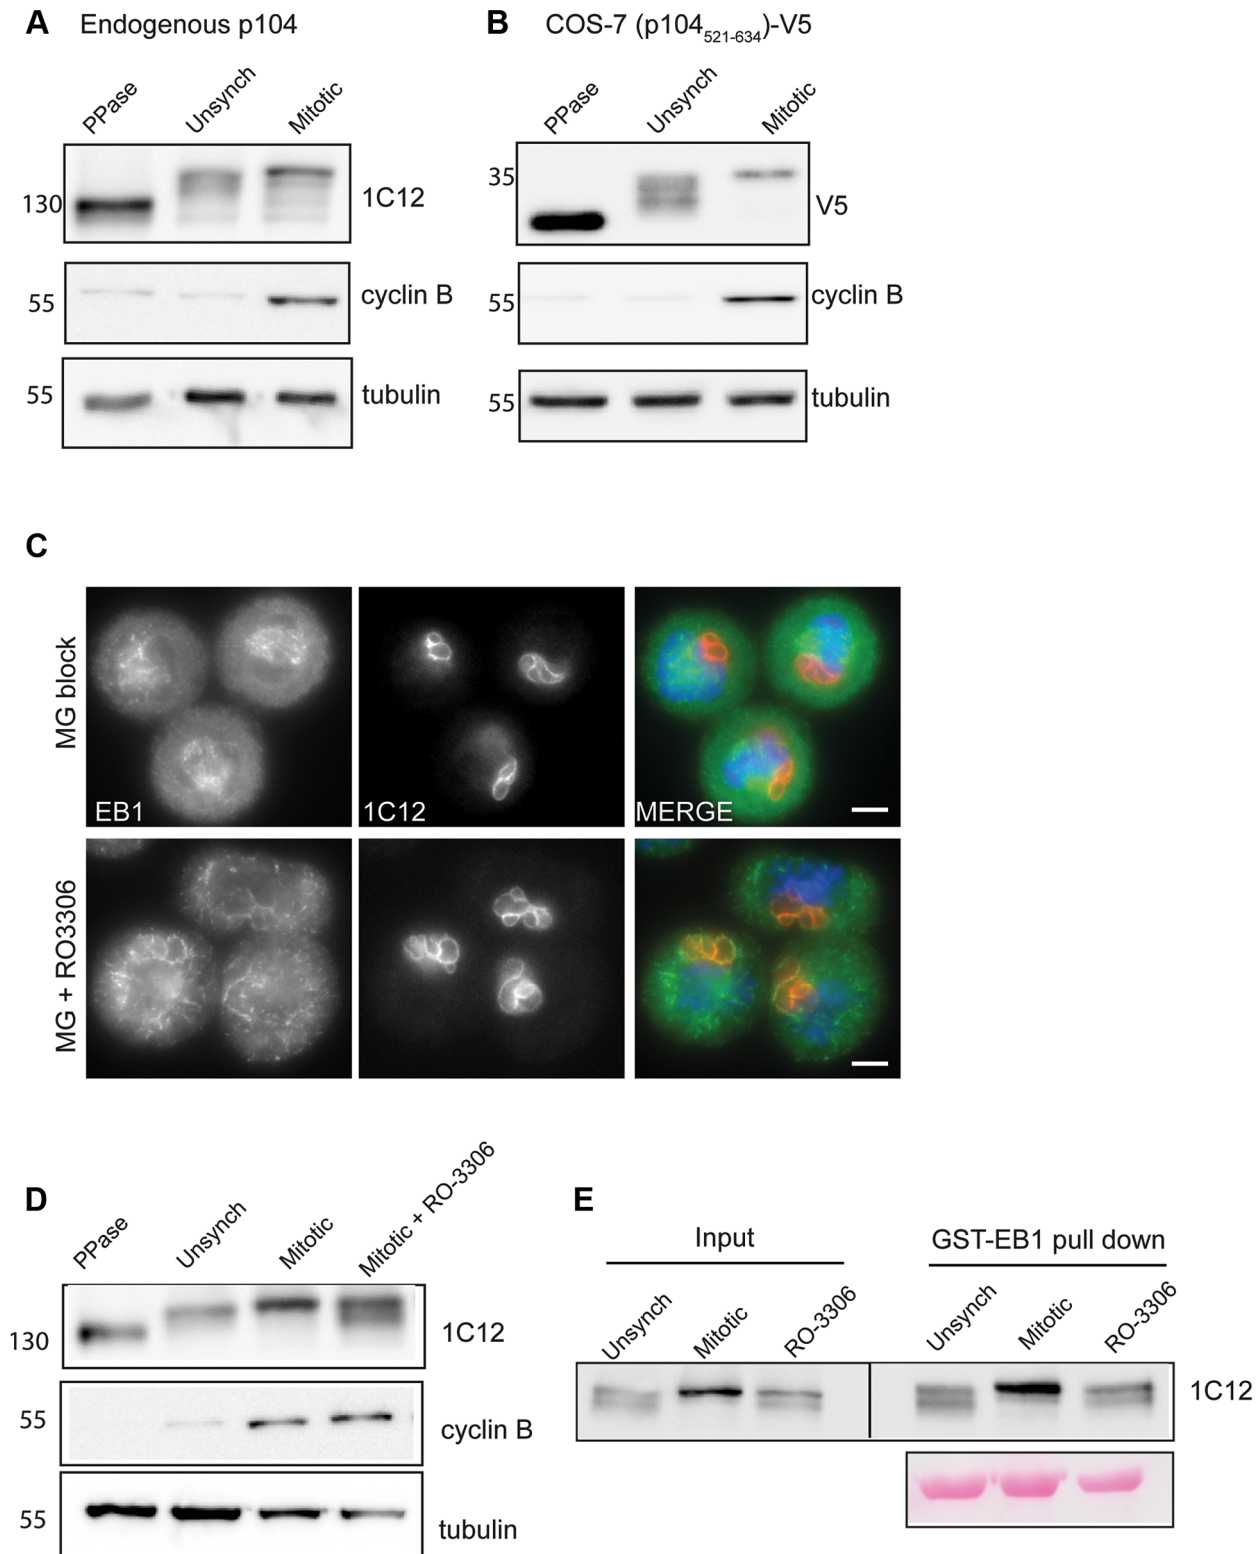 A Endogenous p104
PPase Unsynch Mitotic
130 1C12
55 cyclin B
55 tubulin
B COS-7 (p104521-634)-V5
PPase Unsynch Mitotic
35 V5
55 cyclin B
55 tubulin
C
MG block
EB1 1C12 MERGE
MG + RO3306
D
PPase Unsynch Mitotic Mitotic + RO-3306
130 1C12
55 cyclin B
55 tubulin
E
Input GST-EB1 pull down
Unsynch Mitotic RO-3306 Unsynch Mitotic RO-3306
1C12